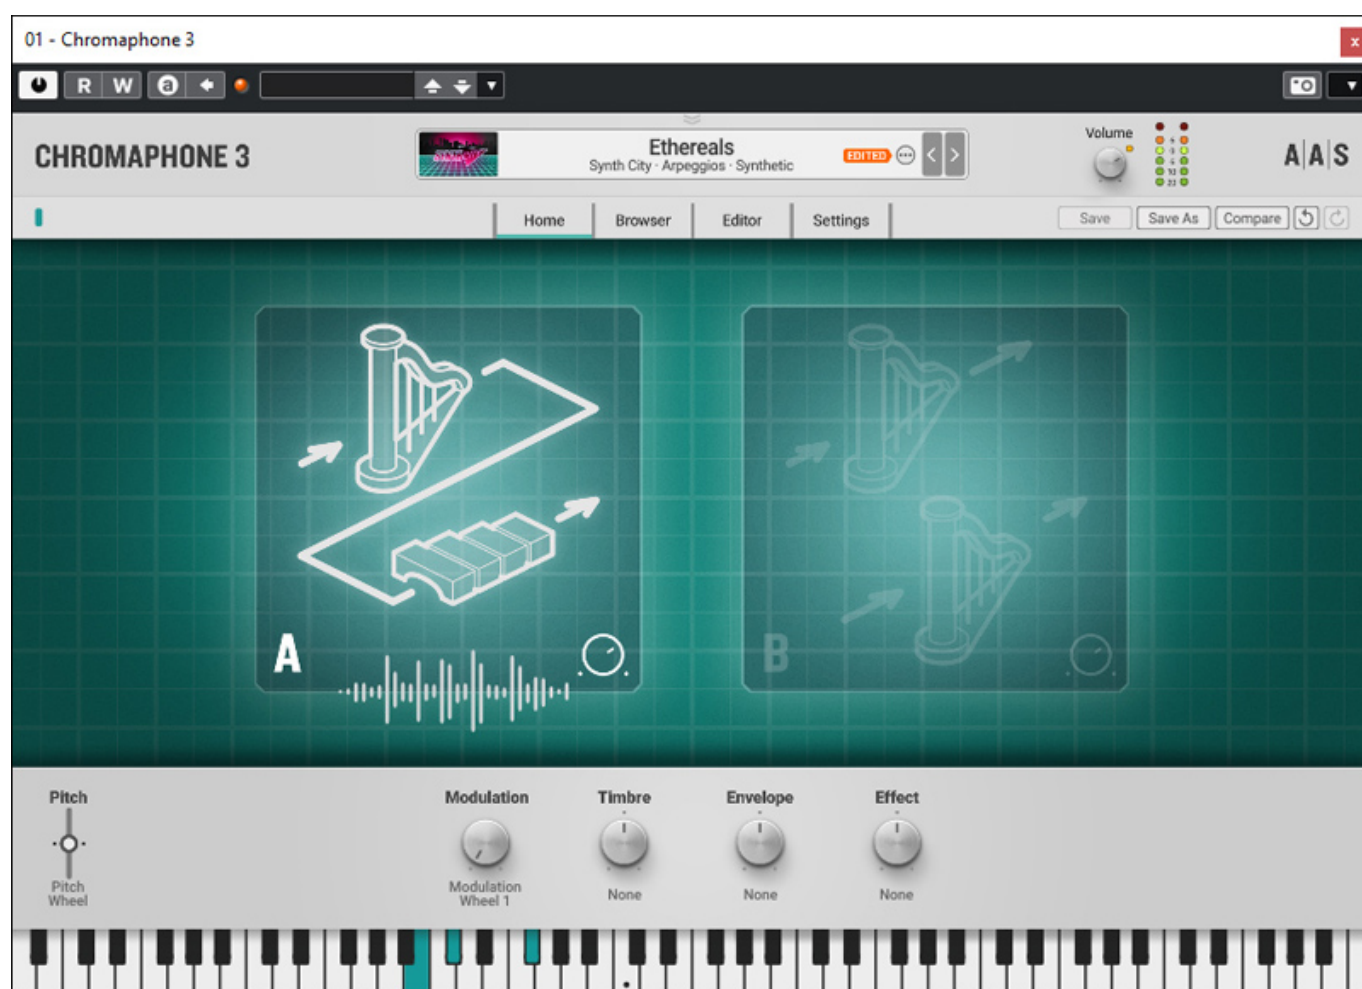 01 - Chromaphone 3
x
R W a
CHROMAPHONE 3
Ethereals
Synth City · Arpeggios · Synthetic
EDITED
Volume
A|A|S
Home
Browser
Editor
Settings
Save
Save As
Compare
A
B
Pitch
Modulation
Timbre
Envelope
Effect
Pitch
Wheel
Modulation
Wheel 1
None
None
None